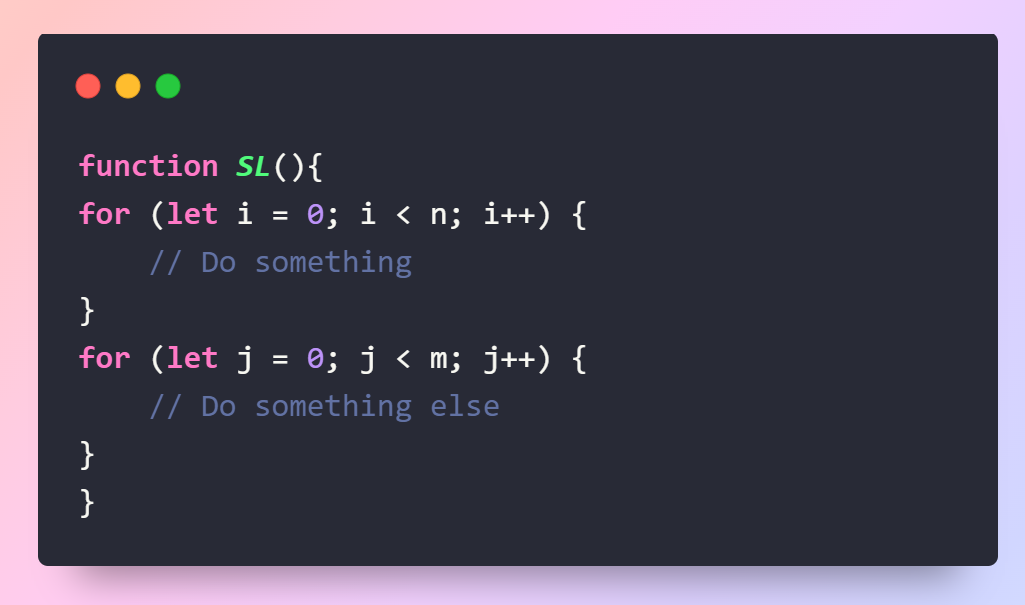 function SL(){
for (let i = 0; i < n; i++) {
    // Do something
}
for (let j = 0; j < m; j++) {
    // Do something else
}
}